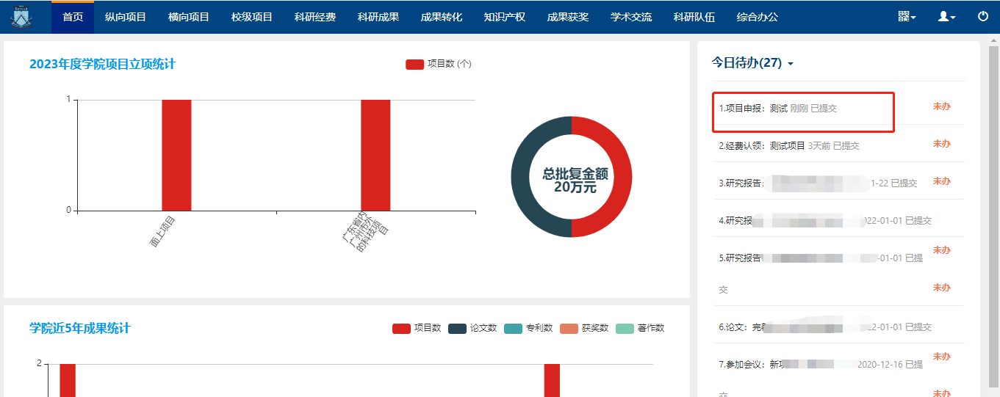 首页 纵向项目 横向项目 校级项目 科研经费 科研成果 成果转化 知识产权 成果获奖 学术交流 科研队伍 综合办公
2023年度学院项目立项统计
项目数 (个)
1
0
面上项目
广东省内
广州市外
的科技项
目
总批复金额
20万元
学院近5年成果统计
项目数 论文数 专利数 获奖数 著作数
2
今日待办(27)
1.项目申报：测试 刚刚 已提交 未办
2.经费认领：测试项目 3天前 已提交 未办
3.研究报告: 1-22 已提交 未办
4.研究报 22-01-01 已提交
未办
5.研究报告 -01-01 已提
交 未办
6.论文：完 2-01-01 已提交
7.参加会议：新项 2020-12-16 已提 未办
交 未办